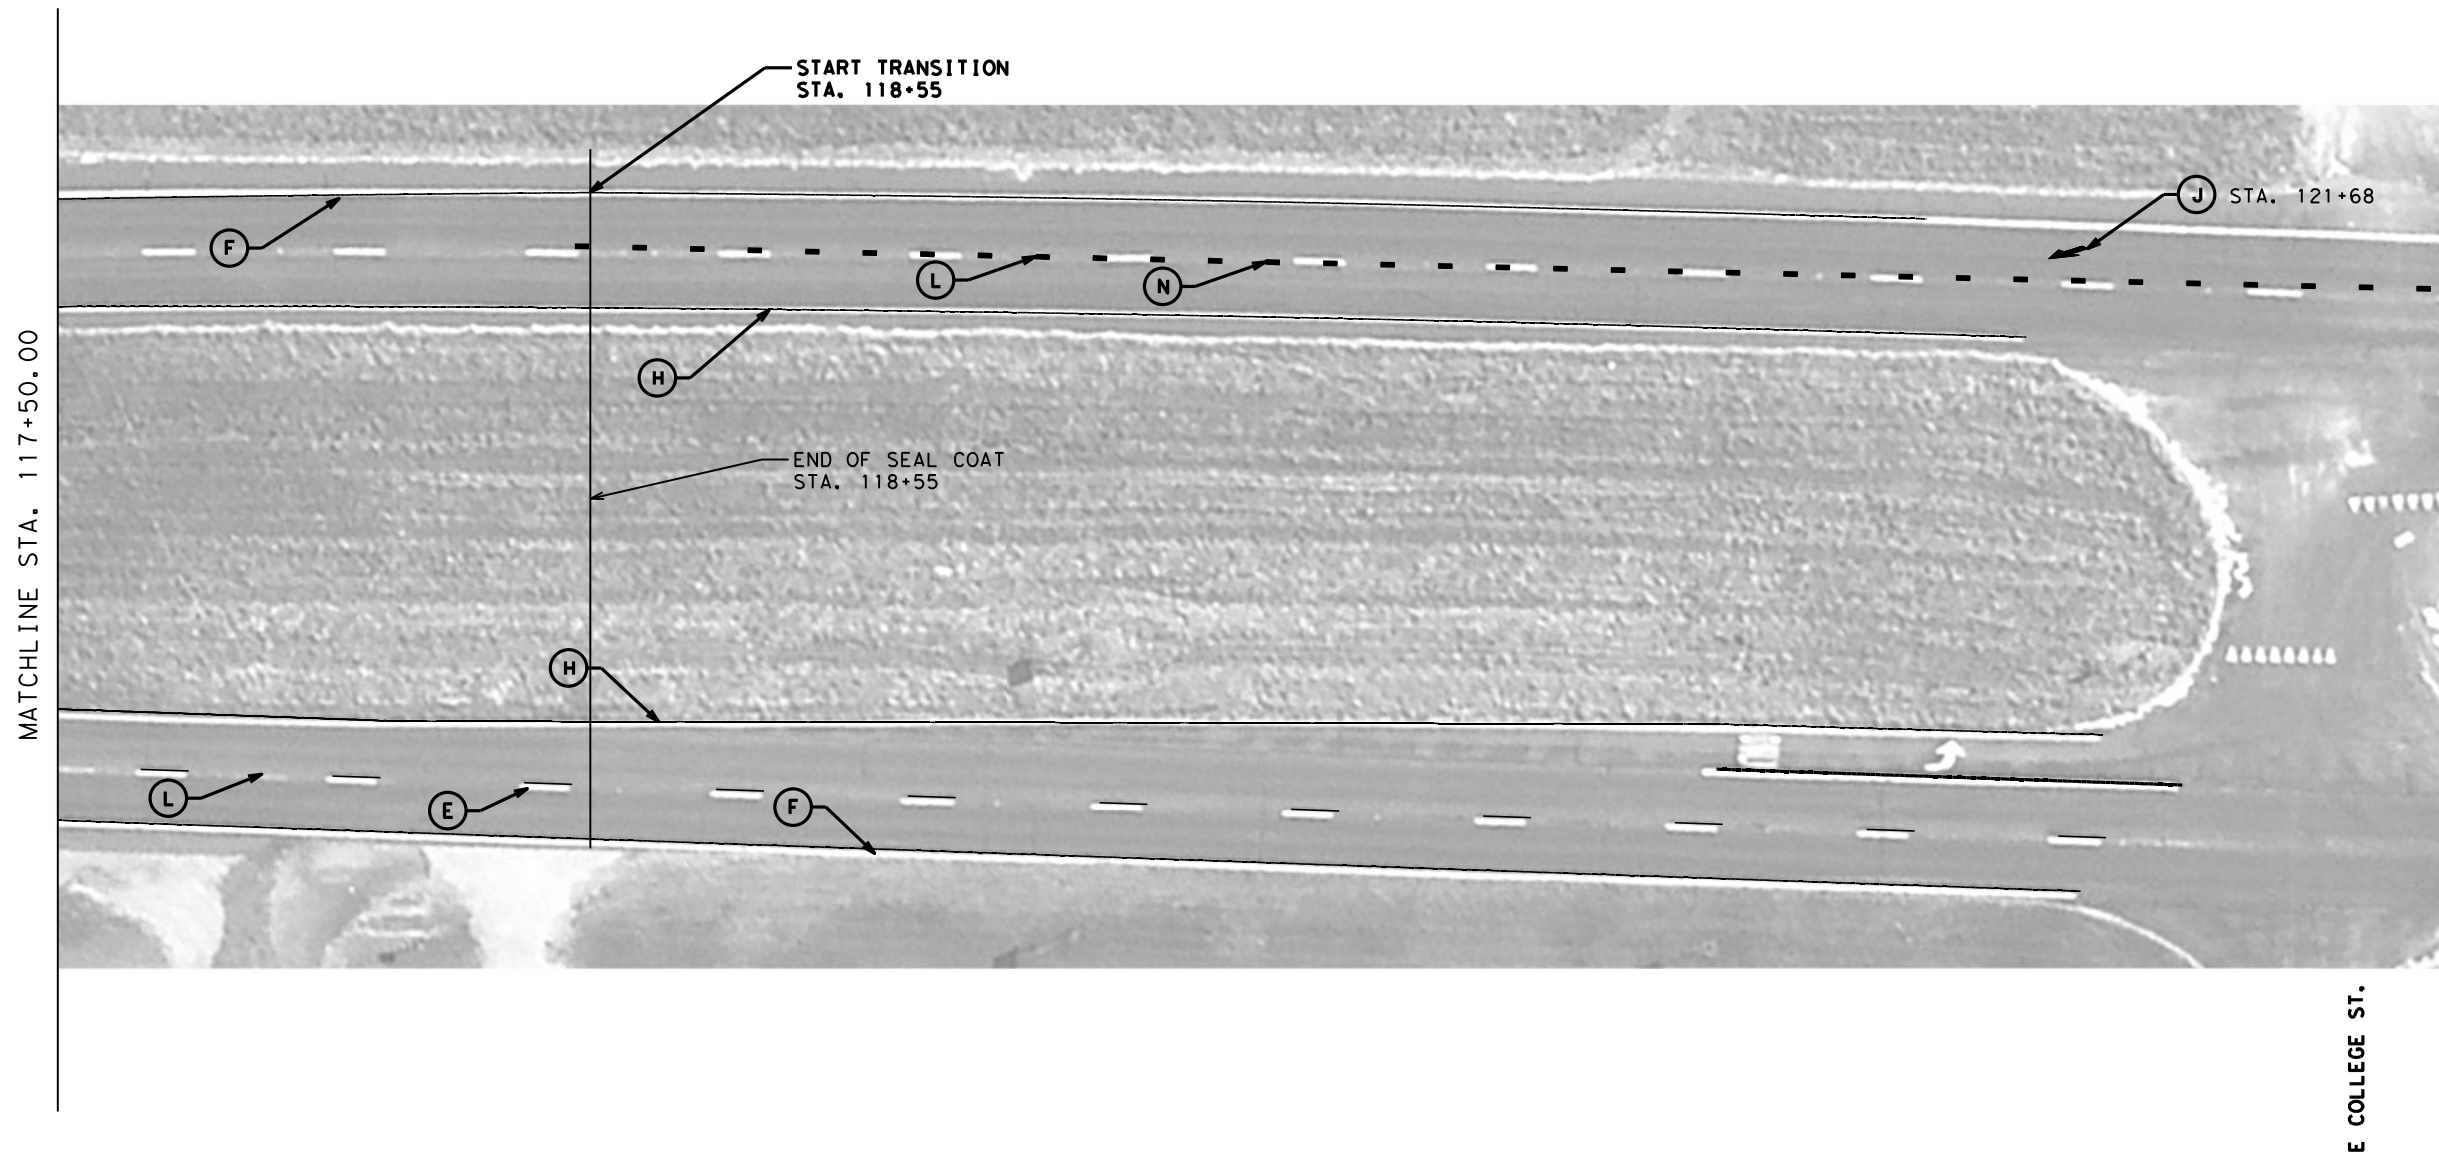 START TRANSITION
STA. 118+55
J STA. 121+68
F
L
N
H
MATCHLINE STA. 117+50.00
END OF SEAL COAT
STA. 118+55
H
L
E
F
E COLLEGE ST.